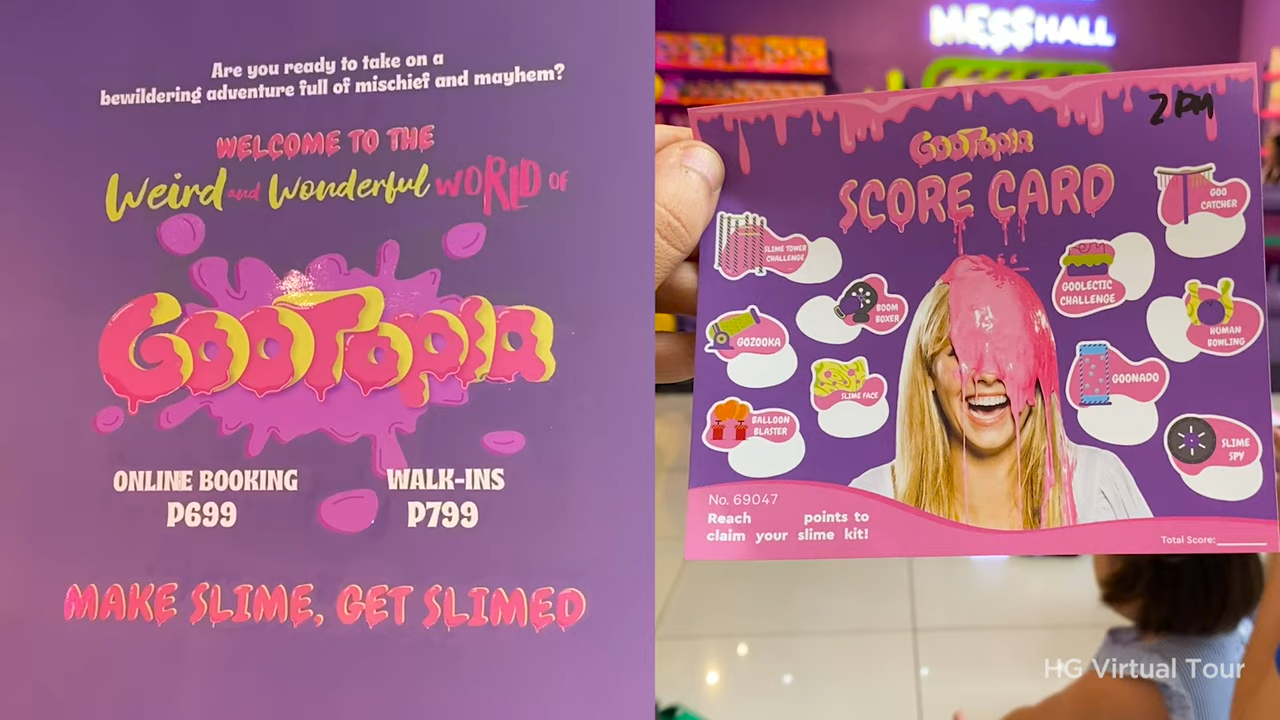 Are you ready to take on a
bewildering adventure full of mischief and mayhem?
WELCOME TO THE
Weird and Wonderful WORLD OF
GOOTOPIA
ONLINE BOOKING
P699
WALK-INS
P799
MAKE SLIME, GET SLIMED
MESSHALL
2 PM
GOOTOPIA
SCORE CARD
SLIME TOWER
CHALLENGE
GOO
CATCHER
BOOM
BOXER
GOOLECTIC
CHALLENGE
GOZOOKA
HUMAN
BOWLING
SLIME FACE
GOONADO
BALLOON
BLASTER
SLIME
SPY
No. 69047
Reach points to
claim your slime kit!
Total Score:
HG Virtual Tour